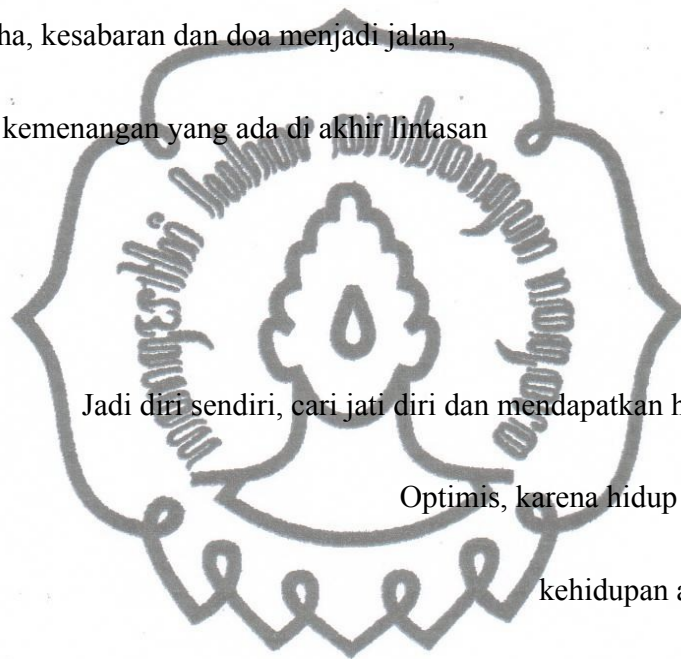 ha, kesabaran dan doa menjadi jalan,
kemenangan yang ada di akhir lintasan
Jadi diri sendiri, cari jati diri dan mendapatkan h
Optimis, karena hidup
kehidupan a